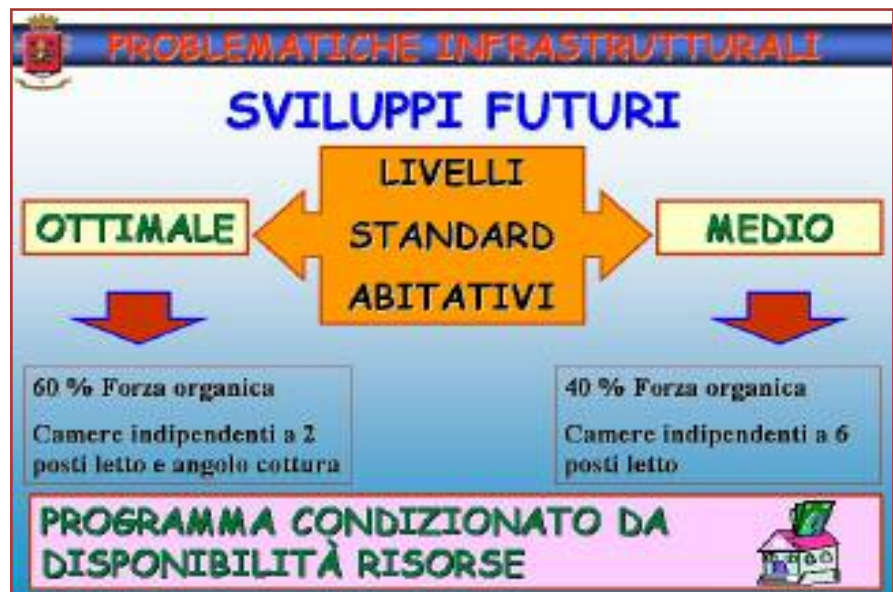 PROBLEMATICHE INFRASTRUTTURALI
SVILUPPI FUTURI
LIVELLI
STANDARD
ABITATIVI
OTTIMALE
MEDIO
60 % Forza organica
Camere indipendenti a 2
posti letto e angolo cottura
40 % Forza organica
Camere indipendenti a 6
posti letto
PROGRAMMA CONDIZIONATO DA
DISPONIBILITÀ RISORSE